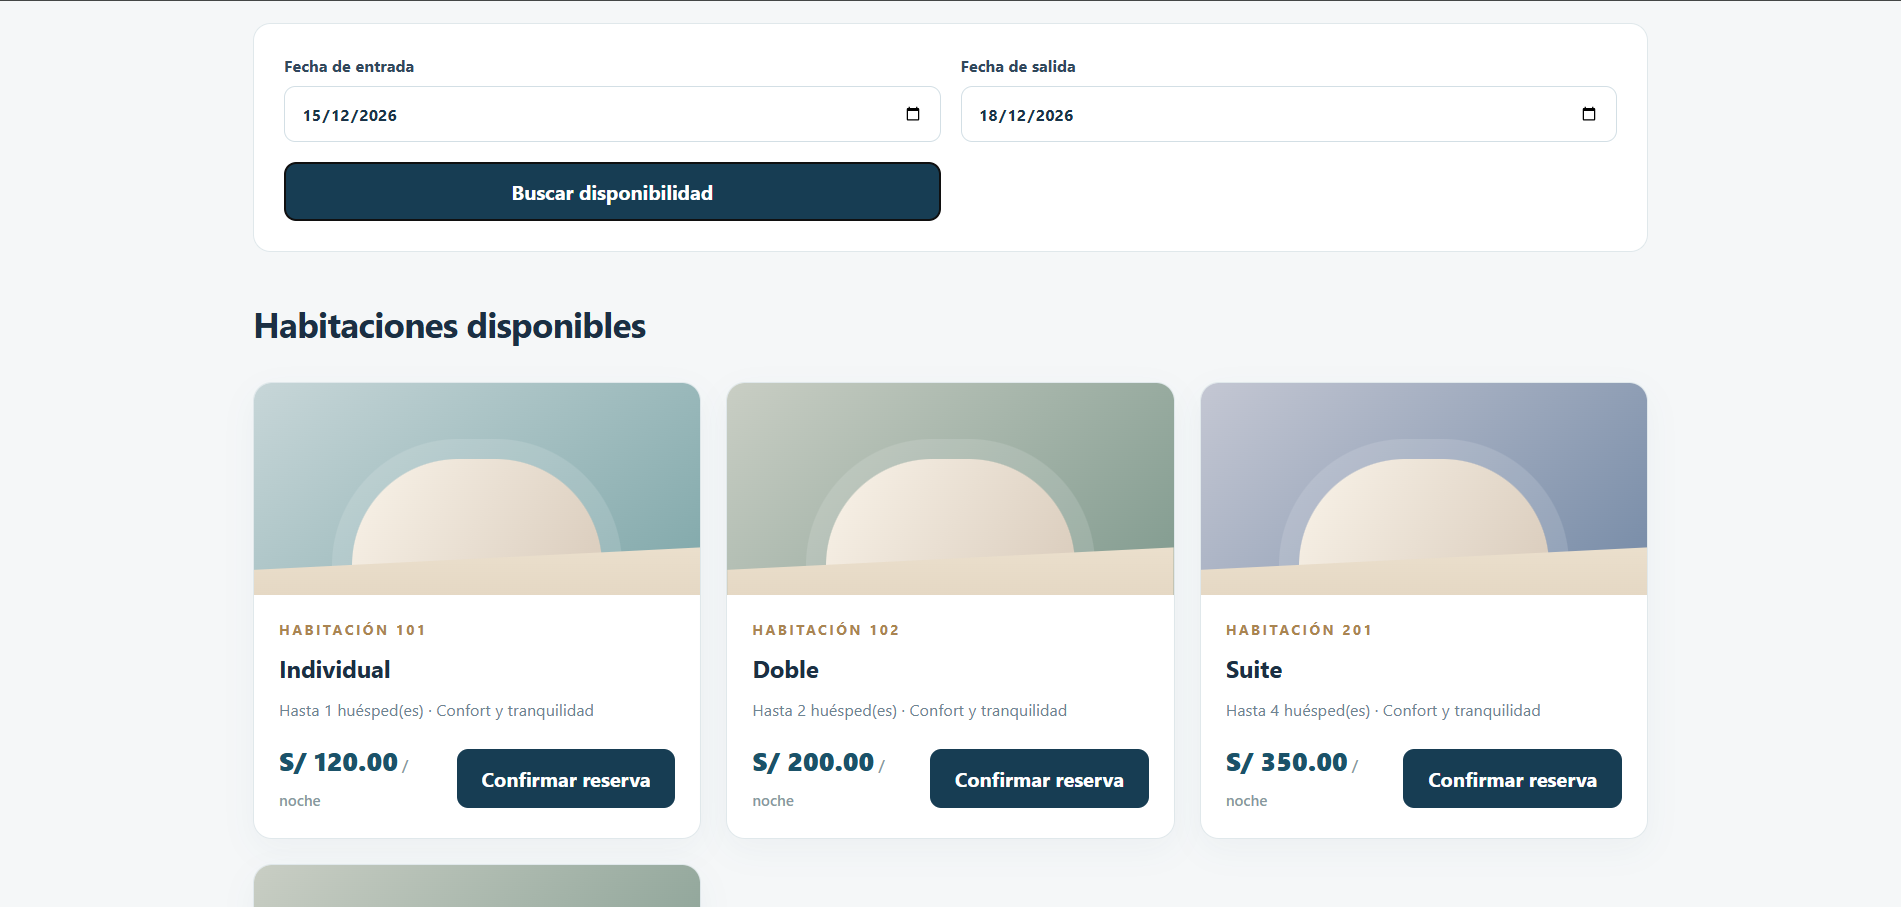 Fecha de entrada
Fecha de salida
15/12/2026
18/12/2026
Buscar disponibilidad
Habitaciones disponibles
HABITACIÓN 101
Individual
Hasta 1 huésped(es) · Confort y tranquilidad
S/ 120.00 /
noche
Confirmar reserva
HABITACIÓN 102
Doble
Hasta 2 huésped(es) · Confort y tranquilidad
S/ 200.00 /
noche
Confirmar reserva
HABITACIÓN 201
Suite
Hasta 4 huésped(es) · Confort y tranquilidad
S/ 350.00 /
noche
Confirmar reserva